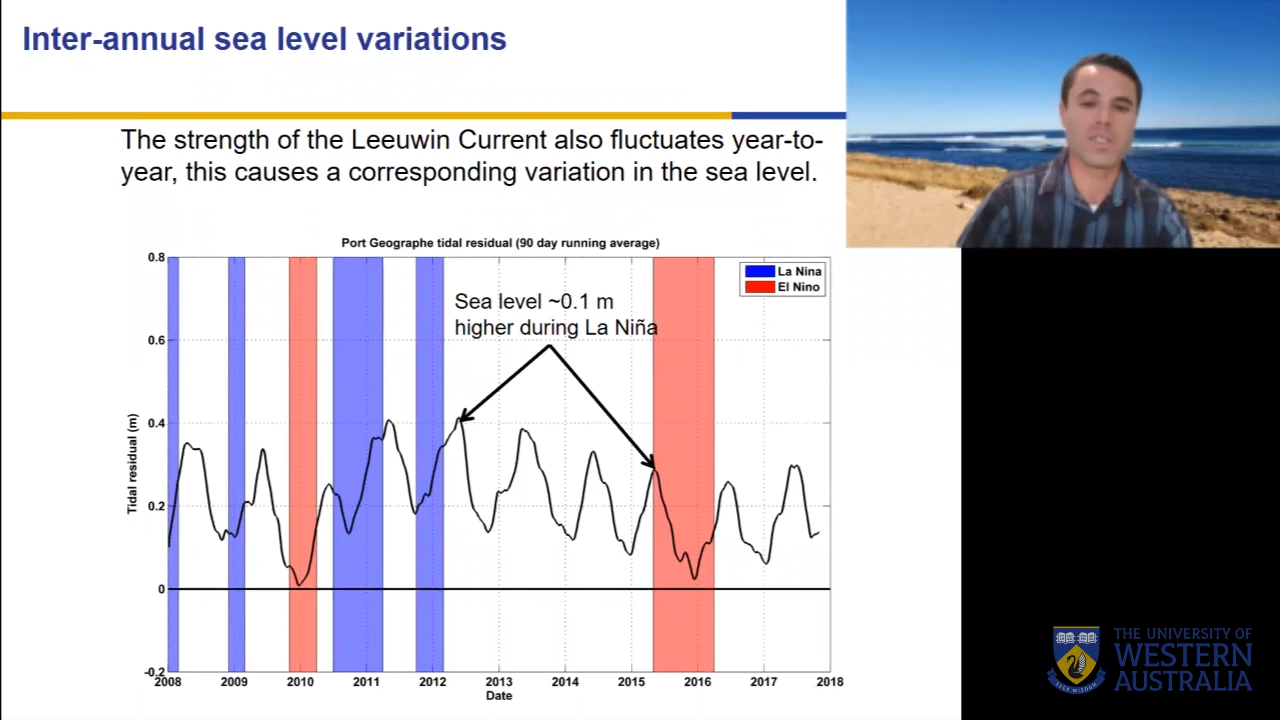 Inter-annual sea level variations
The strength of the Leeuwin Current also fluctuates year-to-
year, this causes a corresponding variation in the sea level.
Port Geographe tidal residual (90 day running average)
La Nina
El Nino
Sea level ~0.1 m
higher during La Niña
Tidal residual (m)
0.8
0.6
0.4
0.2
0
-0.2
2008 2009 2010 2011 2012 2013 2014 2015 2016 2017 2018
Date
THE UNIVERSITY OF
WESTERN
AUSTRALIA
SEEK WISDOM